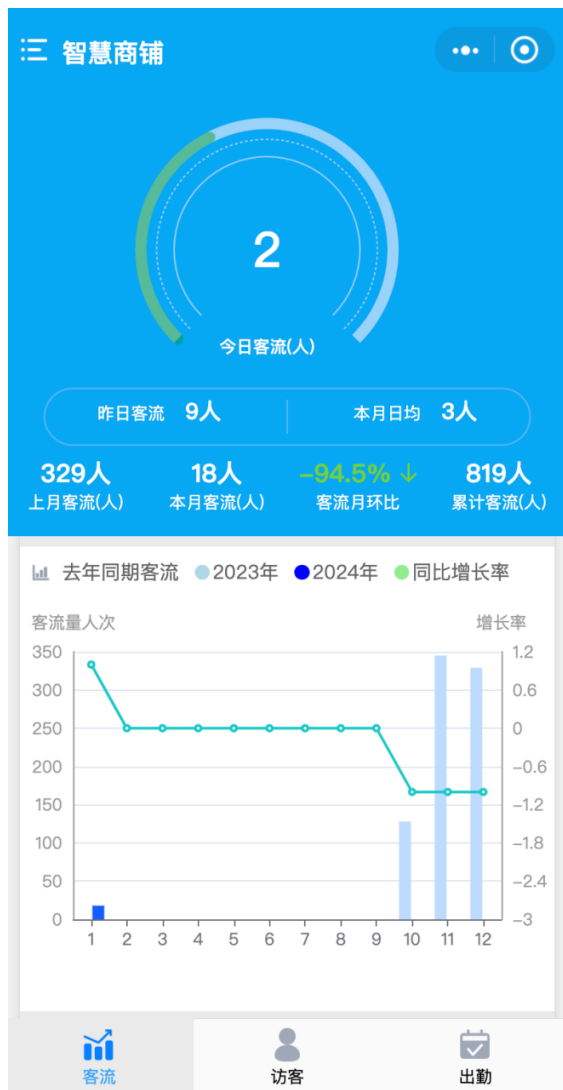 智慧商铺
2
今日客流(人)
昨日客流 9人 本月日均 3人
329人 18人 -94.5% ↓ 819人
上月客流(人) 本月客流(人) 客流月环比 累计客流(人)
去年同期客流 2023年 2024年 同比增长率
客流量人次 增长率
350 1.2
300 0.6
250 0
200 -0.6
150 -1.2
100 -1.8
50 -2.4
0 -3
1 2 3 4 5 6 7 8 9 10 11 12
客流 访客 出勤